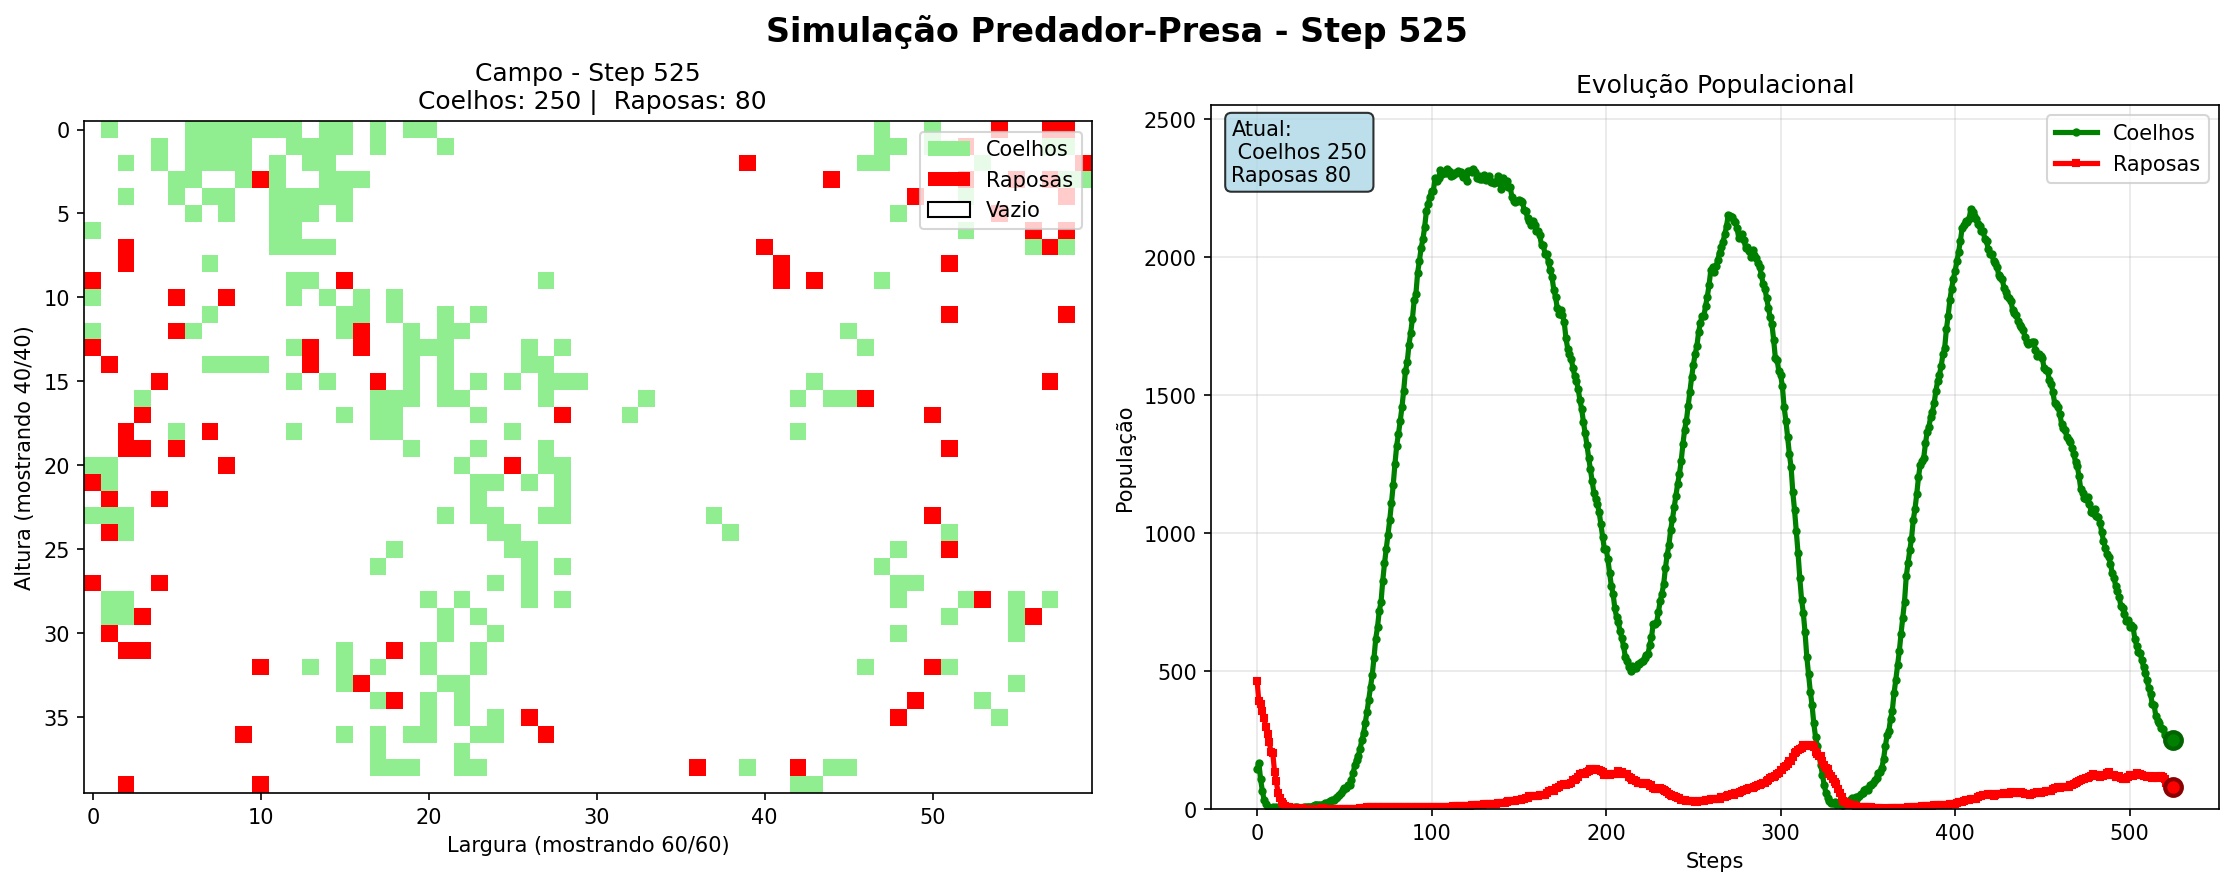 Simulação Predador-Presa - Step 525
Campo - Step 525
Coelhos: 250 |  Raposas: 80
Coelhos
Raposas
Vazio
0
5
10
15
20
25
30
35
Altura (mostrando 40/40)
0
10
20
30
40
50
Largura (mostrando 60/60)
Evolução Populacional
Atual:
Coelhos 250
Raposas 80
Coelhos
Raposas
2500
2000
1500
1000
500
0
População
0
100
200
300
400
500
Steps